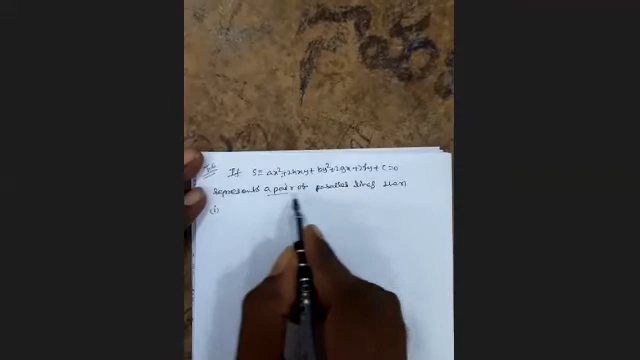 If S≡ ax²+2hxy+by²+2gx+2fy+c=0
represents a pair of parallel lines then
(i)